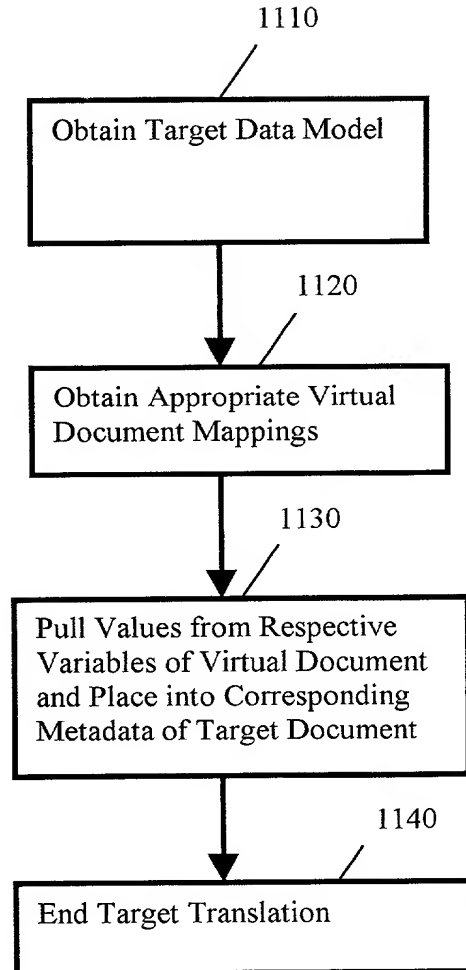 1110
Obtain Target Data Model
1120
Obtain Appropriate Virtual
Document Mappings
1130
Pull Values from Respective
Variables of Virtual Document
and Place into Corresponding
Metadata of Target Document
1140
End Target Translation